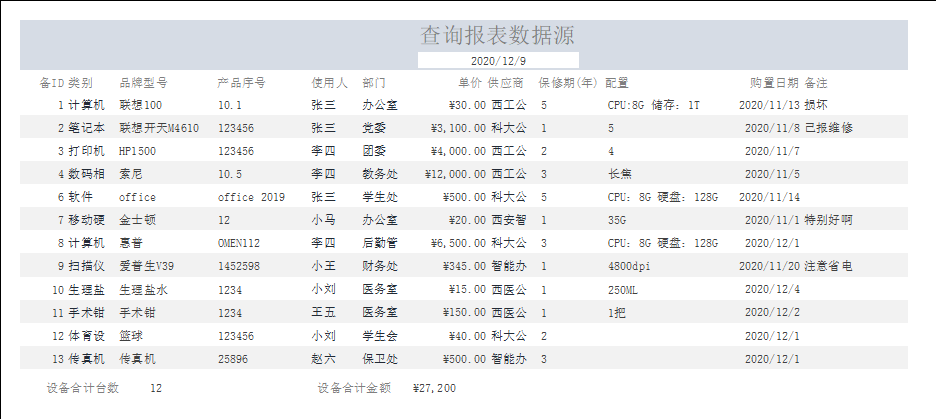 查询报表数据源
2020/12/9
备ID 类别 品牌型号 产品序号 使用人 部门 单价 供应商 保修期(年) 配置 购置日期 备注
1 计算机 联想100 10.1 张三 办公室 ¥30.00 西工公 5 CPU:8G 储存: 1T 2020/11/13 损坏
2 笔记本 联想开天M4610 123456 张三 党委 ¥3,100.00 科大公 1 5 2020/11/8 已报维修
3 打印机 HP1500 123456 李四 团委 ¥4,000.00 西工公 2 4 2020/11/7
4 数码相 索尼 10.5 李四 教务处 ¥12,000.00 西工公 3 长焦 2020/11/5
6 软件 office office 2019 张三 学生处 ¥500.00 科大公 5 CPU: 8G 硬盘: 128G 2020/11/14
7 移动硬 金士顿 12 小马 办公室 ¥20.00 西安智 1 35G 2020/11/1 特别好啊
8 计算机 惠普 OMEN112 李四 后勤管 ¥6,500.00 科大公 3 CPU: 8G 硬盘: 128G 2020/12/1
9 扫描仪 爱普生V39 1452598 小王 财务处 ¥345.00 智能办 1 4800dpi 2020/11/20 注意省电
10 生理盐 生理盐水 1234 小刘 医务室 ¥15.00 西医公 1 250ML 2020/12/4
11 手术钳 手术钳 1234 王五 医务室 ¥150.00 西医公 1 1把 2020/12/2
12 体育设 篮球 123456 小刘 学生会 ¥40.00 科大公 2 2020/12/1
13 传真机 传真机 25896 赵六 保卫处 ¥500.00 智能办 3 2020/12/1
设备合计台数 12 设备合计金额 ¥27,200